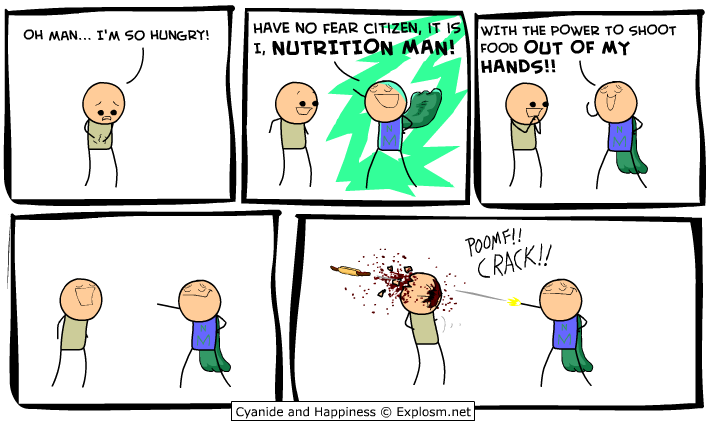 OH MAN... I'M SO HUNGRY!
HAVE NO FEAR CITIZEN, IT IS
I, NUTRITION MAN!
WITH THE POWER TO SHOOT
FOOD OUT OF MY
HANDS!!
POOMF!!
CRACK!!
Cyanide and Happiness © Explosm.net